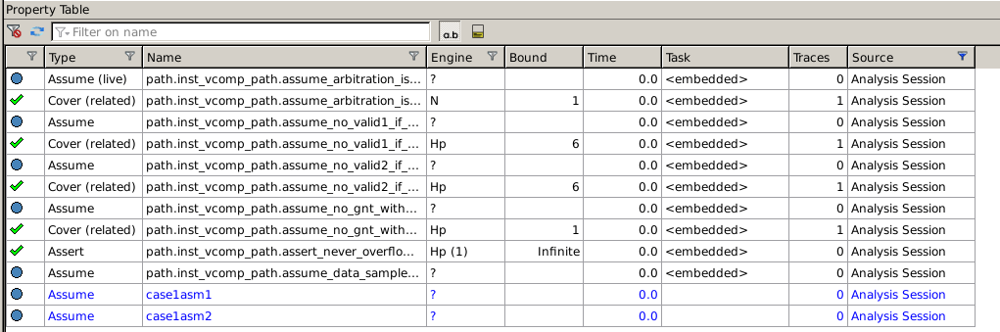 Property Table
Filter on name
a.b
Type Name Engine Bound Time Task Traces Source
Assume (live) path.inst_vcomp_path.assume_arbitration_is... ? 0.0 <embedded> 0 Analysis Session
Cover (related) path.inst_vcomp_path.assume_arbitration_is... N 1 0.0 <embedded> 1 Analysis Session
Assume path.inst_vcomp_path.assume_no_valid1_if_... ? 0.0 <embedded> 0 Analysis Session
Cover (related) path.inst_vcomp_path.assume_no_valid1_if_... Hp 6 0.0 <embedded> 1 Analysis Session
Assume path.inst_vcomp_path.assume_no_valid2_if_... ? 0.0 <embedded> 0 Analysis Session
Cover (related) path.inst_vcomp_path.assume_no_valid2_if_... Hp 6 0.0 <embedded> 1 Analysis Session
Assume path.inst_vcomp_path.assume_no_gnt_with... ? 0.0 <embedded> 0 Analysis Session
Cover (related) path.inst_vcomp_path.assume_no_gnt_with... Hp 1 0.0 <embedded> 1 Analysis Session
Assert path.inst_vcomp_path.assert_never_overflo... Hp (1) Infinite 0.0 <embedded> 0 Analysis Session
Assume path.inst_vcomp_path.assume_data_sample... ? 0.0 <embedded> 0 Analysis Session
Assume case1asm1 ? 0.0 0 Analysis Session
Assume case1asm2 ? 0.0 0 Analysis Session